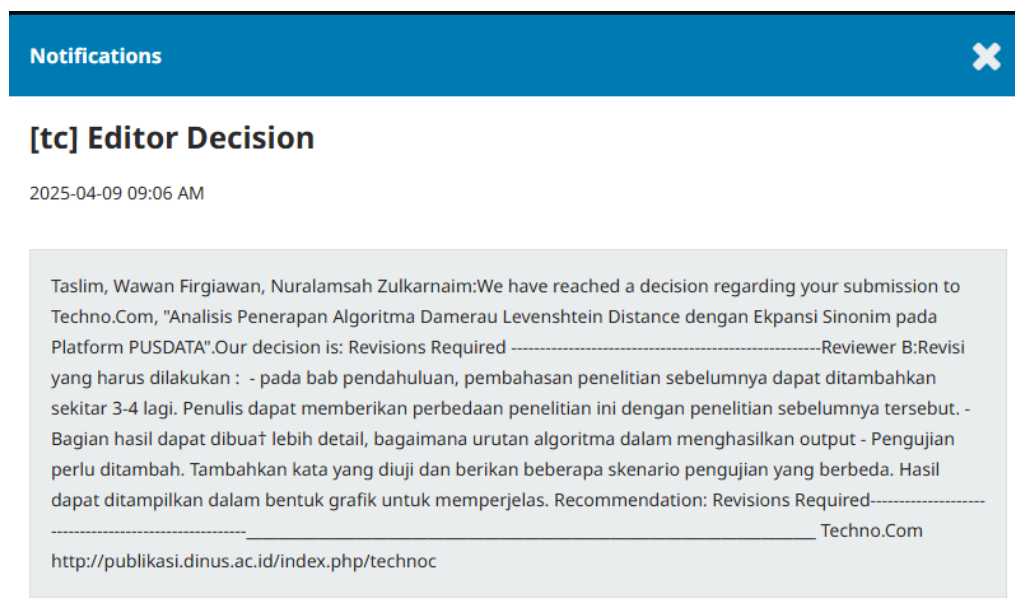 Notifications
[tc] Editor Decision
2025-04-09 09:06 AM
Taslim, Wawan Firgiawan, Nuralamsah Zulkarnaim:We have reached a decision regarding your submission to
Techno.Com, "Analisis Penerapan Algoritma Damerau Levenshtein Distance dengan Ekpansi Sinonim pada
Platform PUSDATA".Our decision is: Revisions Required ------------------------------------------------------Reviewer B:Revisi
yang harus dilakukan :  - pada bab pendahuluan, pembahasan penelitian sebelumnya dapat ditambahkan
sekitar 3-4 lagi. Penulis dapat memberikan perbedaan penelitian ini dengan penelitian sebelumnya tersebut. -
Bagian hasil dapat dibua† lebih detail, bagaimana urutan algoritma dalam menghasilkan output - Pengujian
perlu ditambah. Tambahkan kata yang diuji dan berikan beberapa skenario pengujian yang berbeda. Hasil
dapat ditampilkan dalam bentuk grafik untuk memperjelas. Recommendation: Revisions Required--------------------
----------------------------------________________________________________________________________________ Techno.Com
http://publikasi.dinus.ac.id/index.php/technoc